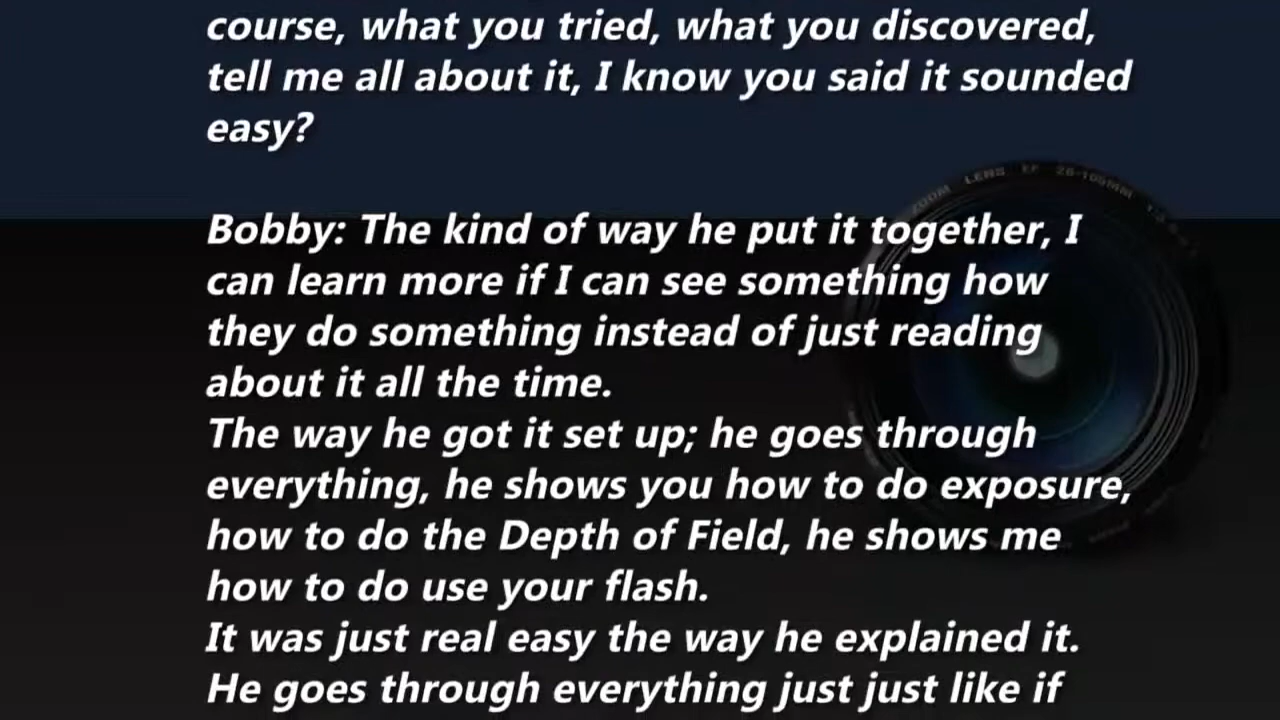 course, what you tried, what you discovered,
tell me all about it, I know you said it sounded
easy?
Bobby: The kind of way he put it together, I
can learn more if I can see something how
they do something instead of just reading
about it all the time.
The way he got it set up; he goes through
everything, he shows you how to do exposure,
how to do the Depth of Field, he shows me
how to do use your flash.
It was just real easy the way he explained it.
He goes through everything just just like if
ZOOM LENS EF 28-105MM